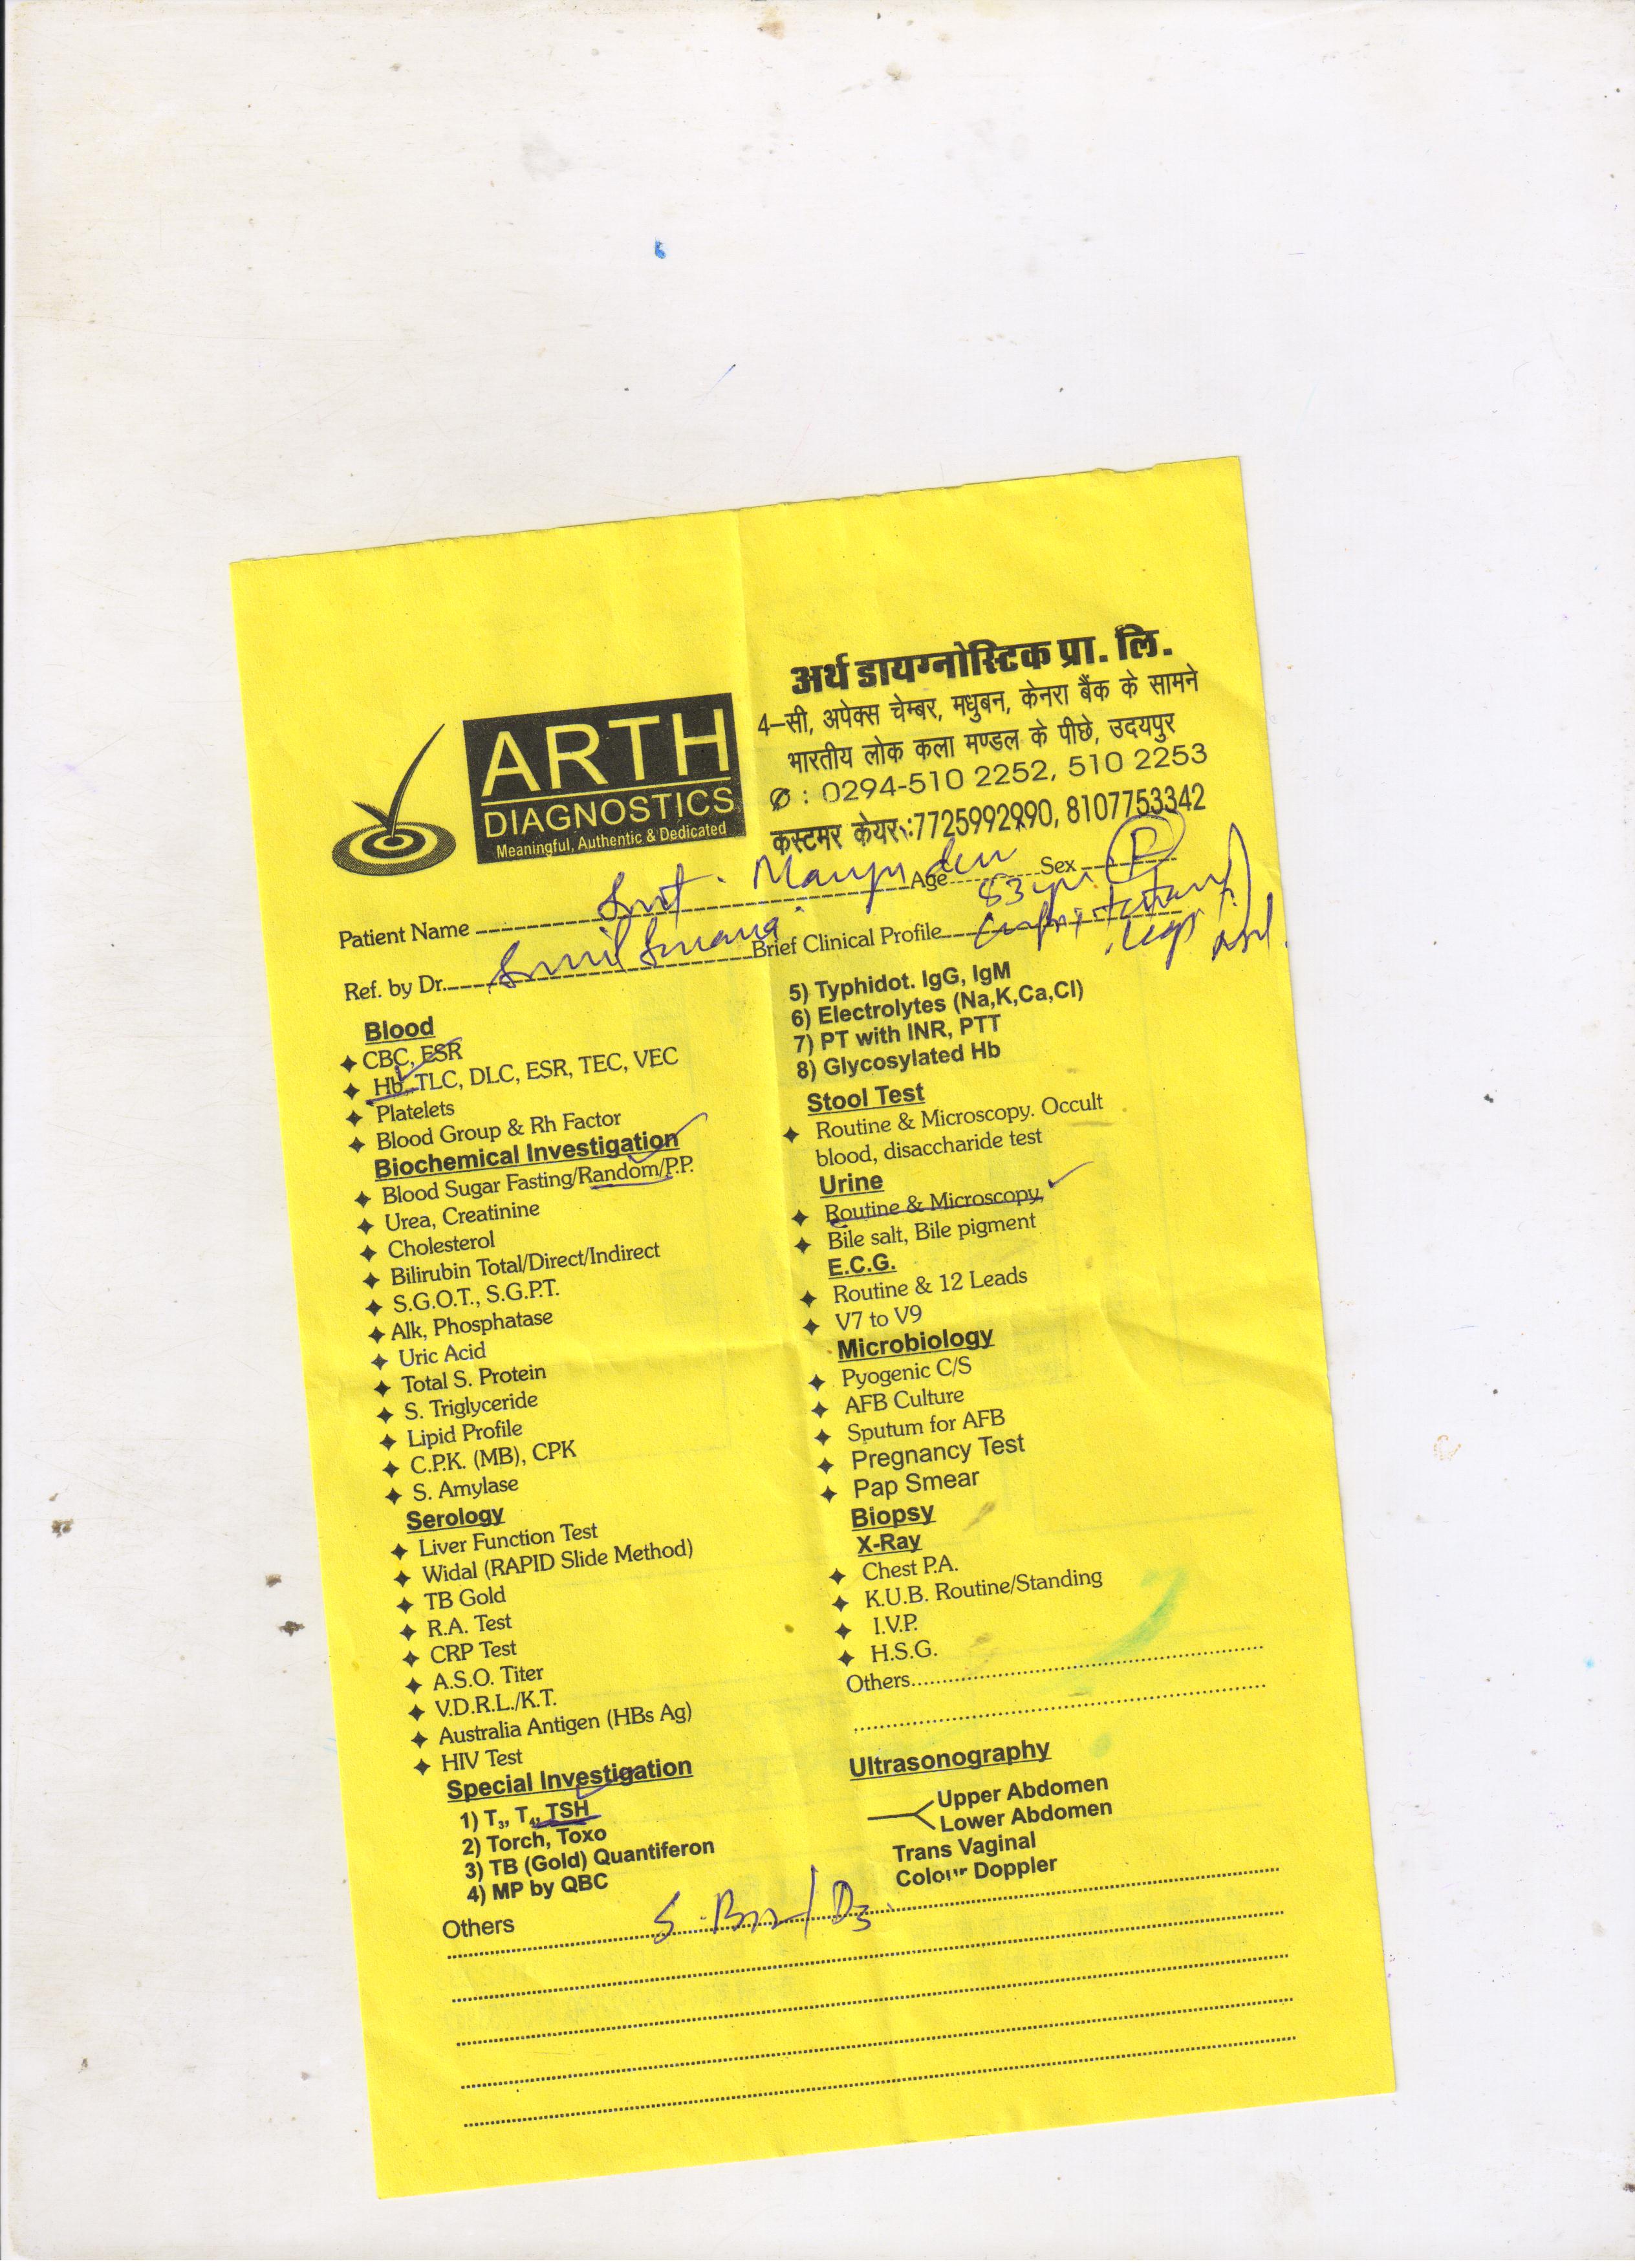 अर्थ डायग्नोस्टिक प्रा. लि.
4-सी, अपेक्स चेम्बर, मधुबन, केनरा बैंक के सामने
भारतीय लोक कला मण्डल के पीछे, उदयपुर
: 0294-510 2252, 510 2253
कस्टमर केयर :7725992990, 8107753342
ARTH
DIAGNOSTICS
Meaningful, Authentic & Dedicated
Patient Name Smt. Age 83 Sex
Ref. by Dr. Sunil Brief Clinical Profile
Blood
CBC, ESR
Hb, TLC, DLC, ESR, TEC, VEC
Platelets
Blood Group & Rh Factor
Biochemical Investigation
Blood Sugar Fasting/Random/P.P.
Urea, Creatinine
Cholesterol
Bilirubin Total/Direct/Indirect
S.G.O.T., S.G.P.T.
Alk, Phosphatase
Uric Acid
Total S. Protein
S. Triglyceride
Lipid Profile
C.P.K. (MB), CPK
S. Amylase
Serology
Liver Function Test
Widal (RAPID Slide Method)
TB Gold
R.A. Test
CRP Test
A.S.O. Titer
V.D.R.L./K.T.
Australia Antigen (HBs Ag)
HIV Test
Special Investigation
1) T3, T4, TSH
2) Torch, Toxo
3) TB (Gold) Quantiferon
4) MP by QBC
5) Typhidot. IgG, IgM
6) Electrolytes (Na,K,Ca,Cl)
7) PT with INR, PTT
8) Glycosylated Hb
Stool Test
Routine & Microscopy. Occult
blood, disaccharide test
Urine
Routine & Microscopy,
Bile salt, Bile pigment
E.C.G.
Routine & 12 Leads
V7 to V9
Microbiology
Pyogenic C/S
AFB Culture
Sputum for AFB
Pregnancy Test
Pap Smear
Biopsy
X-Ray
Chest P.A.
K.U.B. Routine/Standing
I.V.P.
H.S.G.
Others
Ultrasonography
Upper Abdomen
Lower Abdomen
Trans Vaginal
Colour Doppler
Others S. B12/D3